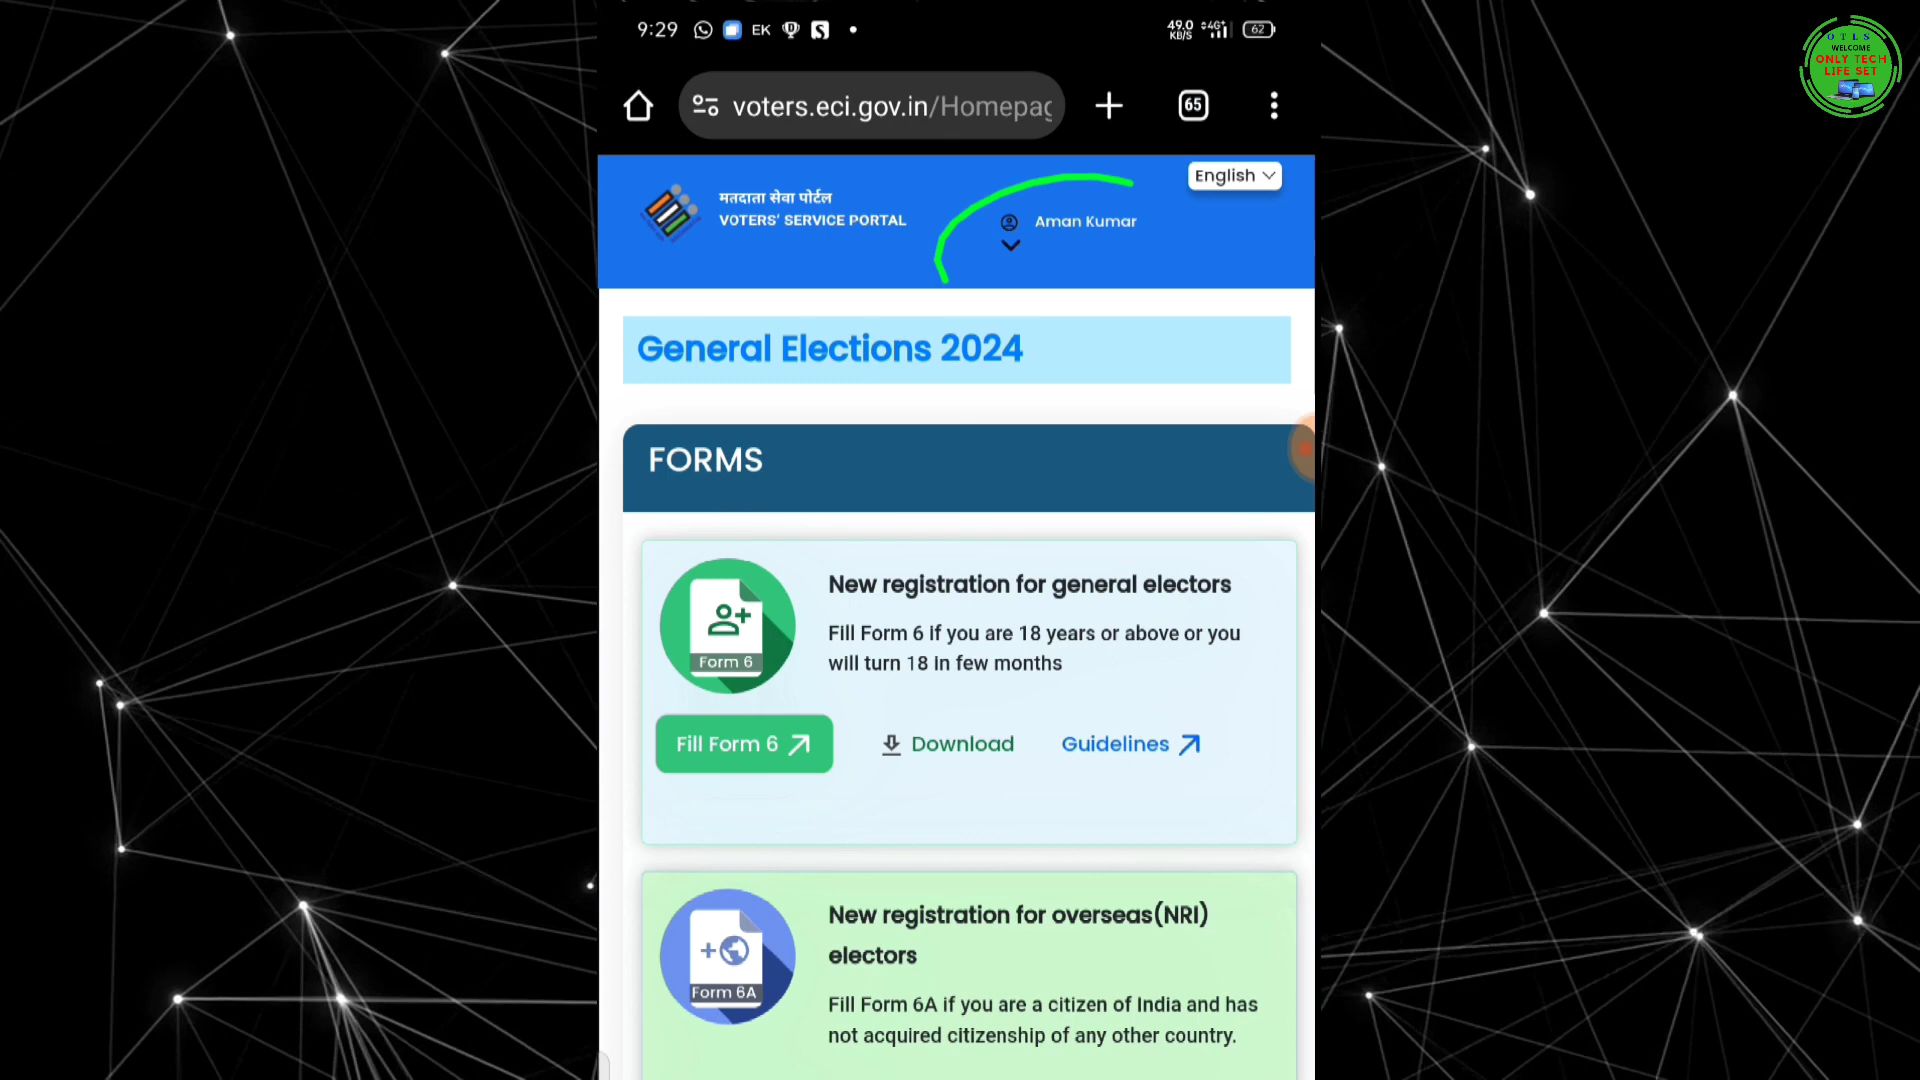 9:29
EK
49.0
KB/S
4G+
62
voters.eci.gov.in/Homepag
65
O T L S
WELCOME
ONLY TECH
LIFE SET
मतदाता सेवा पोर्टल
VOTERS' SERVICE PORTAL
Aman Kumar
English
General Elections 2024
FORMS
Form 6
New registration for general electors
Fill Form 6 if you are 18 years or above or you
will turn 18 in few months
Fill Form 6
Download
Guidelines
Form 6A
New registration for overseas(NRI)
electors
Fill Form 6A if you are a citizen of India and has
not acquired citizenship of any other country.